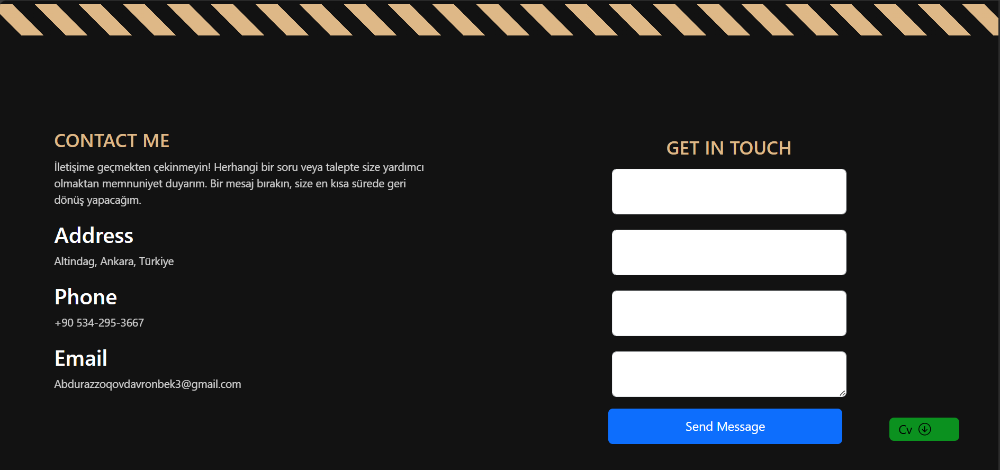 CONTACT ME
İletişime geçmekten çekinmeyin! Herhangi bir soru veya talepte size yardımcı
olmaktan memnuniyet duyarım. Bir mesaj bırakın, size en kısa sürede geri
dönüş yapacağım.
Address
Altindag, Ankara, Türkiye
Phone
+90 534-295-3667
Email
Abdurazzoqovdavronbek3@gmail.com
GET IN TOUCH
Send Message
Cv